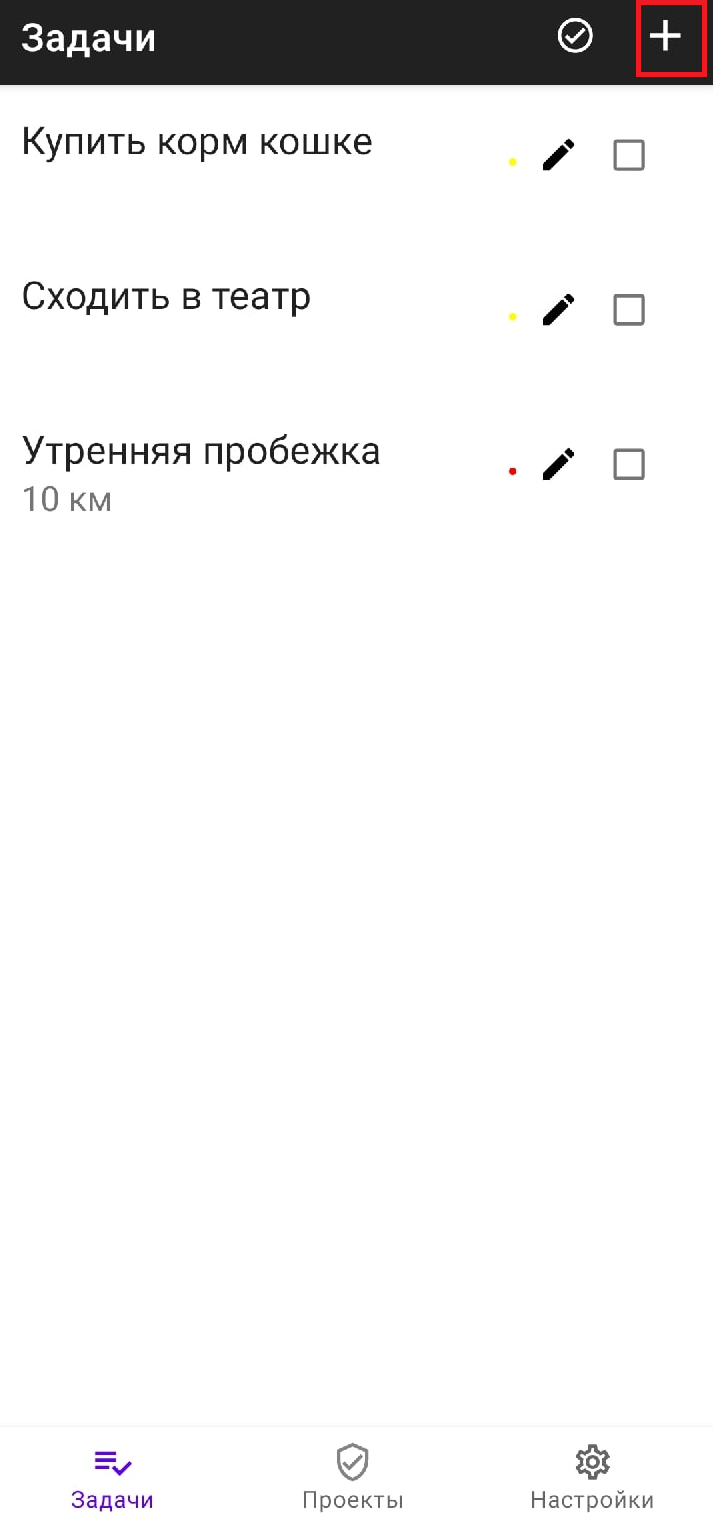 Задачи
Купить корм кошке
Сходить в театр
Утренняя пробежка
10 км
Задачи
Проекты
Настройки